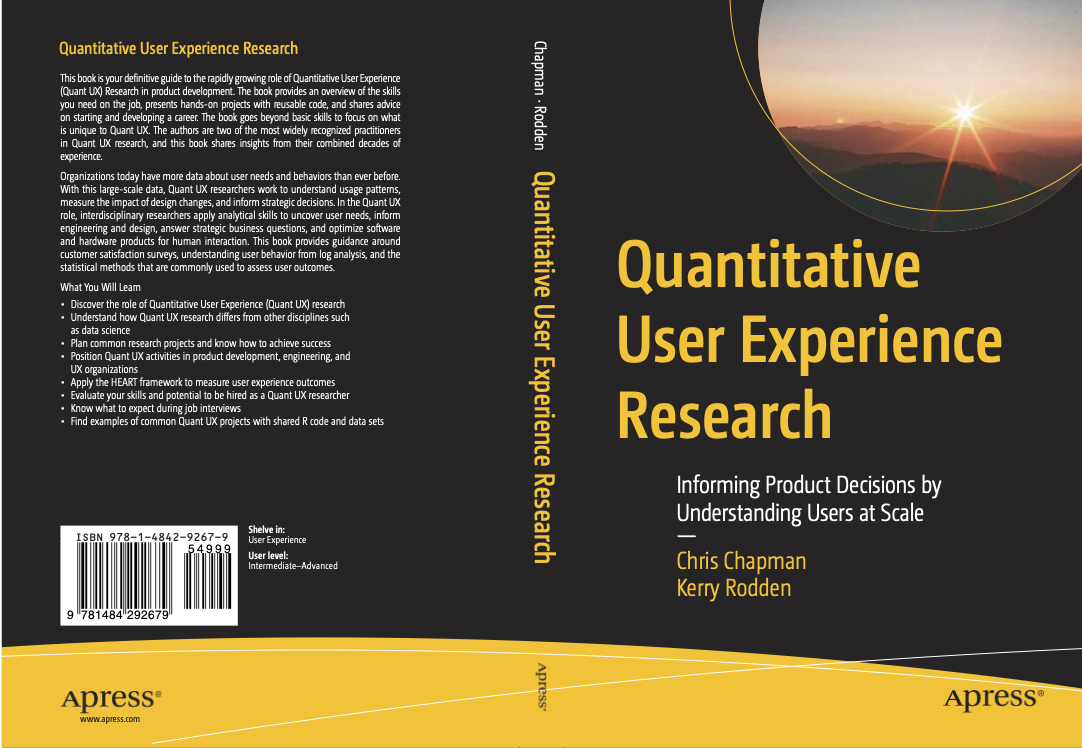 Quantitative User Experience Research
This book is your definitive guide to the rapidly growing role of Quantitative User Experience
(Quant UX) Research in product development. The book provides an overview of the skills
you need on the job, presents hands-on projects with reusable code, and shares advice
on starting and developing a career. The book goes beyond basic skills to focus on what
is unique to Quant UX. The authors are two of the most widely recognized practitioners
in Quant UX research, and this book shares insights from their combined decades of
experience.
Organizations today have more data about user needs and behaviors than ever before.
With this large-scale data, Quant UX researchers work to understand usage patterns,
measure the impact of design changes, and inform strategic decisions. In the Quant UX
role, interdisciplinary researchers apply analytical skills to uncover user needs, inform
engineering and design, answer strategic business questions, and optimize software
and hardware products for human interaction. This book provides guidance around
customer satisfaction surveys, understanding user behavior from log analysis, and the
statistical methods that are commonly used to assess user outcomes.
What You Will Learn
• Discover the role of Quantitative User Experience (Quant UX) research
• Understand how Quant UX research differs from other disciplines such
as data science
• Plan common research projects and know how to achieve success
• Position Quant UX activities in product development, engineering, and
UX organizations
• Apply the HEART framework to measure user experience outcomes
• Evaluate your skills and potential to be hired as a Quant UX researcher
• Know what to expect during job interviews
• Find examples of common Quant UX projects with shared R code and data sets
ISBN 978-1-4842-9267-9
54999
9 781484 292679
Shelve in:
User Experience
User level:
Intermediate–Advanced
Apress®
www.apress.com
Chapman · Rodden
Quantitative User Experience Research
Apress®
Quantitative
User Experience
Research
Informing Product Decisions by
Understanding Users at Scale
—
Chris Chapman
Kerry Rodden
Apress®